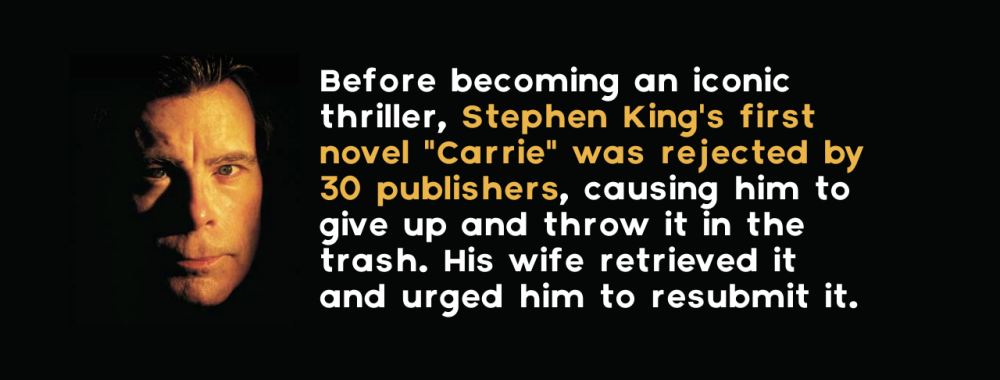 Before becoming an iconic
thriller, Stephen King's first
novel "Carrie" was rejected by
30 publishers, causing him to
give up and throw it in the
trash. His wife retrieved it
and urged him to resubmit it.